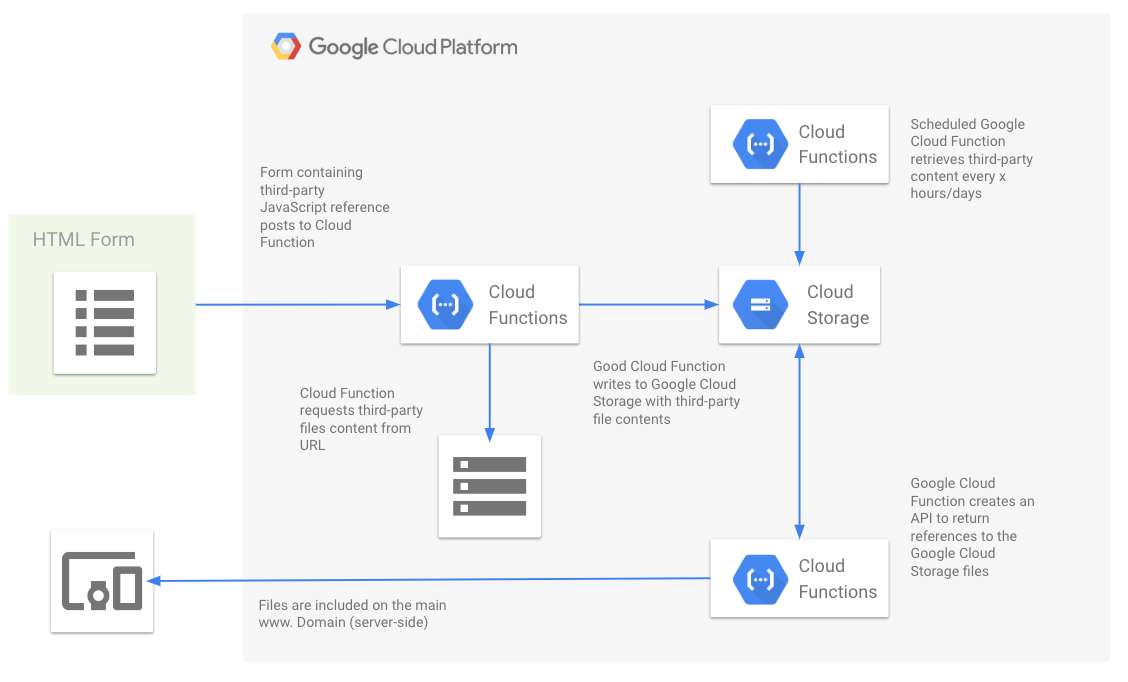 Google Cloud Platform
Cloud
Functions
Scheduled Google
Cloud Function
retrieves third-party
content every x
hours/days
Form containing
third-party
JavaScript reference
posts to Cloud
Function
HTML Form
Cloud
Functions
Cloud
Storage
Good Cloud Function
writes to Google Cloud
Storage with third-party
file contents
Cloud Function
requests third-party
files content from
URL
Google Cloud
Function creates an
API to return
references to the
Google Cloud
Storage files
Cloud
Functions
Files are included on the main
www. Domain (server-side)